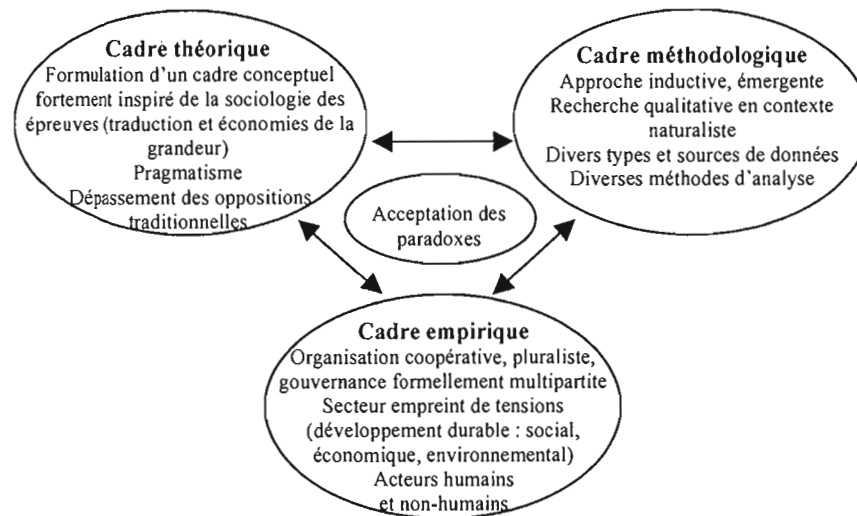 Cadre théorique
Formulation d'un cadre conceptuel
fortement inspiré de la sociologie des
épreuves (traduction et économies de la
grandeur)
Pragmatisme
Dépassement des oppositions
traditionnelles
Cadre méthodologique
Approche inductive, émergente
Recherche qualitative en contexte
naturaliste
Divers types et sources de données
Diverses méthodes d'analyse
Acceptation des
paradoxes
Cadre empirique
Organisation coopérative, pluraliste,
gouvernance formellement multipartite
Secteur empreint de tensions
(développement durable : social,
économique, environnemental)
Acteurs humains
et non-humains